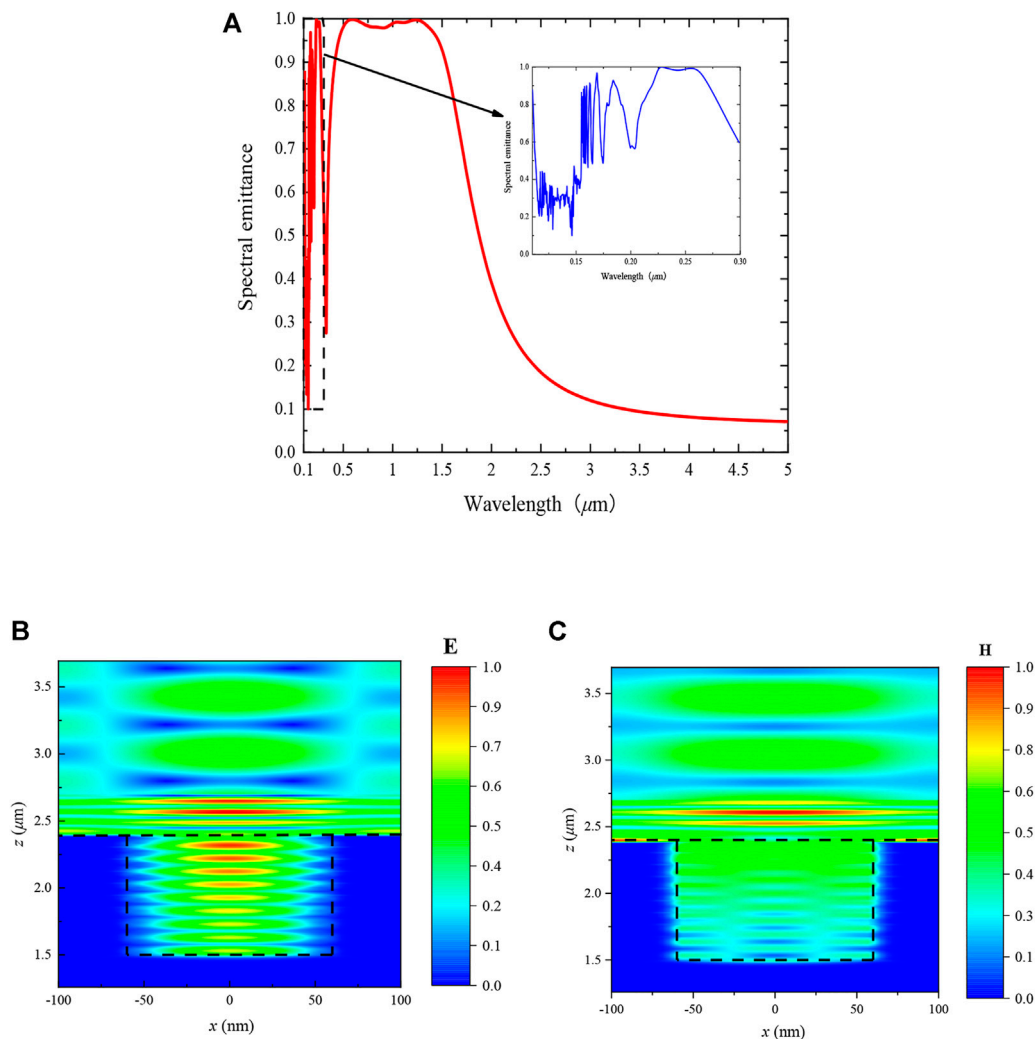 A
1.0
0.9
0.8
0.7
0.6
0.5
0.4
0.3
0.2
0.1
0.0
Spectral emittance
0.1 0.5 1 1.5 2 2.5 3 3.5 4 4.5 5
Wavelength (μm)
1.0
0.8
0.6
0.4
0.2
0.0
Spectral emittance
0.15 0.20 0.25 0.30
Wavelength (μm)
B
E
3.5
3.0
2.5
2.0
1.5
z (μm)
-100 -50 0 50 100
x (nm)
1.0
0.9
0.8
0.7
0.6
0.5
0.4
0.3
0.2
0.1
0.0
C
H
3.5
3.0
2.5
2.0
1.5
z (μm)
-100 -50 0 50 100
x (nm)
1.0
0.9
0.8
0.7
0.6
0.5
0.4
0.3
0.2
0.1
0.0